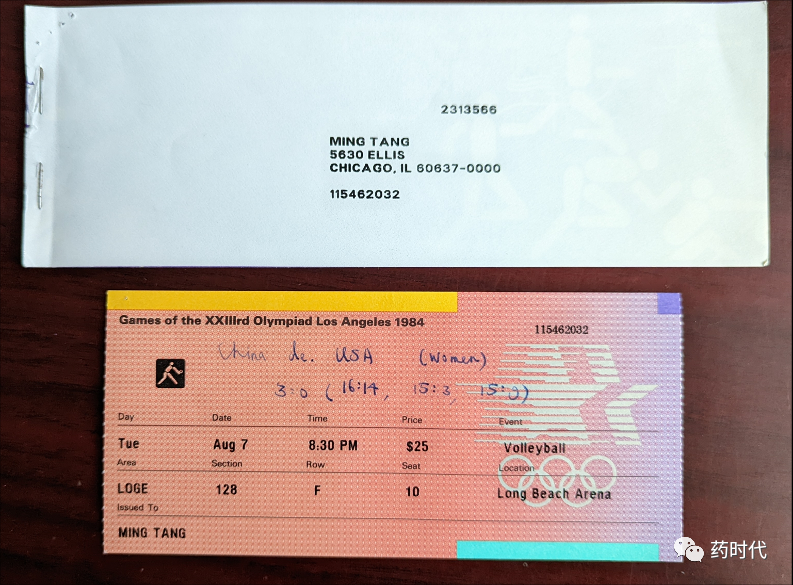 2313566
MING TANG
5630 ELLIS
CHICAGO, IL 60637-0000
115462032
Games of the XXIIIrd Olympiad Los Angeles 1984
115462032
China de. USA (Women)
3:0 (16:14, 15:3, 15:9)
Day Date Time Price Event
Tue Aug 7 8:30 PM $25 Volleyball
Area Section Row Seat Location
LOGE 128 F 10 Long Beach Arena
Issued To
MING TANG
药时代